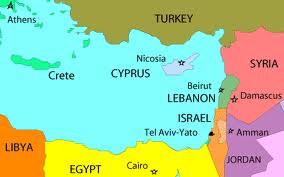 TURKEY
Athens
Nicosia
SYRIA
Crete
CYPRUS
Beirut
LEBANON
Damascus
ISRAEL
Tel Aviv-Yato
Amman
LIBYA
EGYPT
Cairo
JORDAN